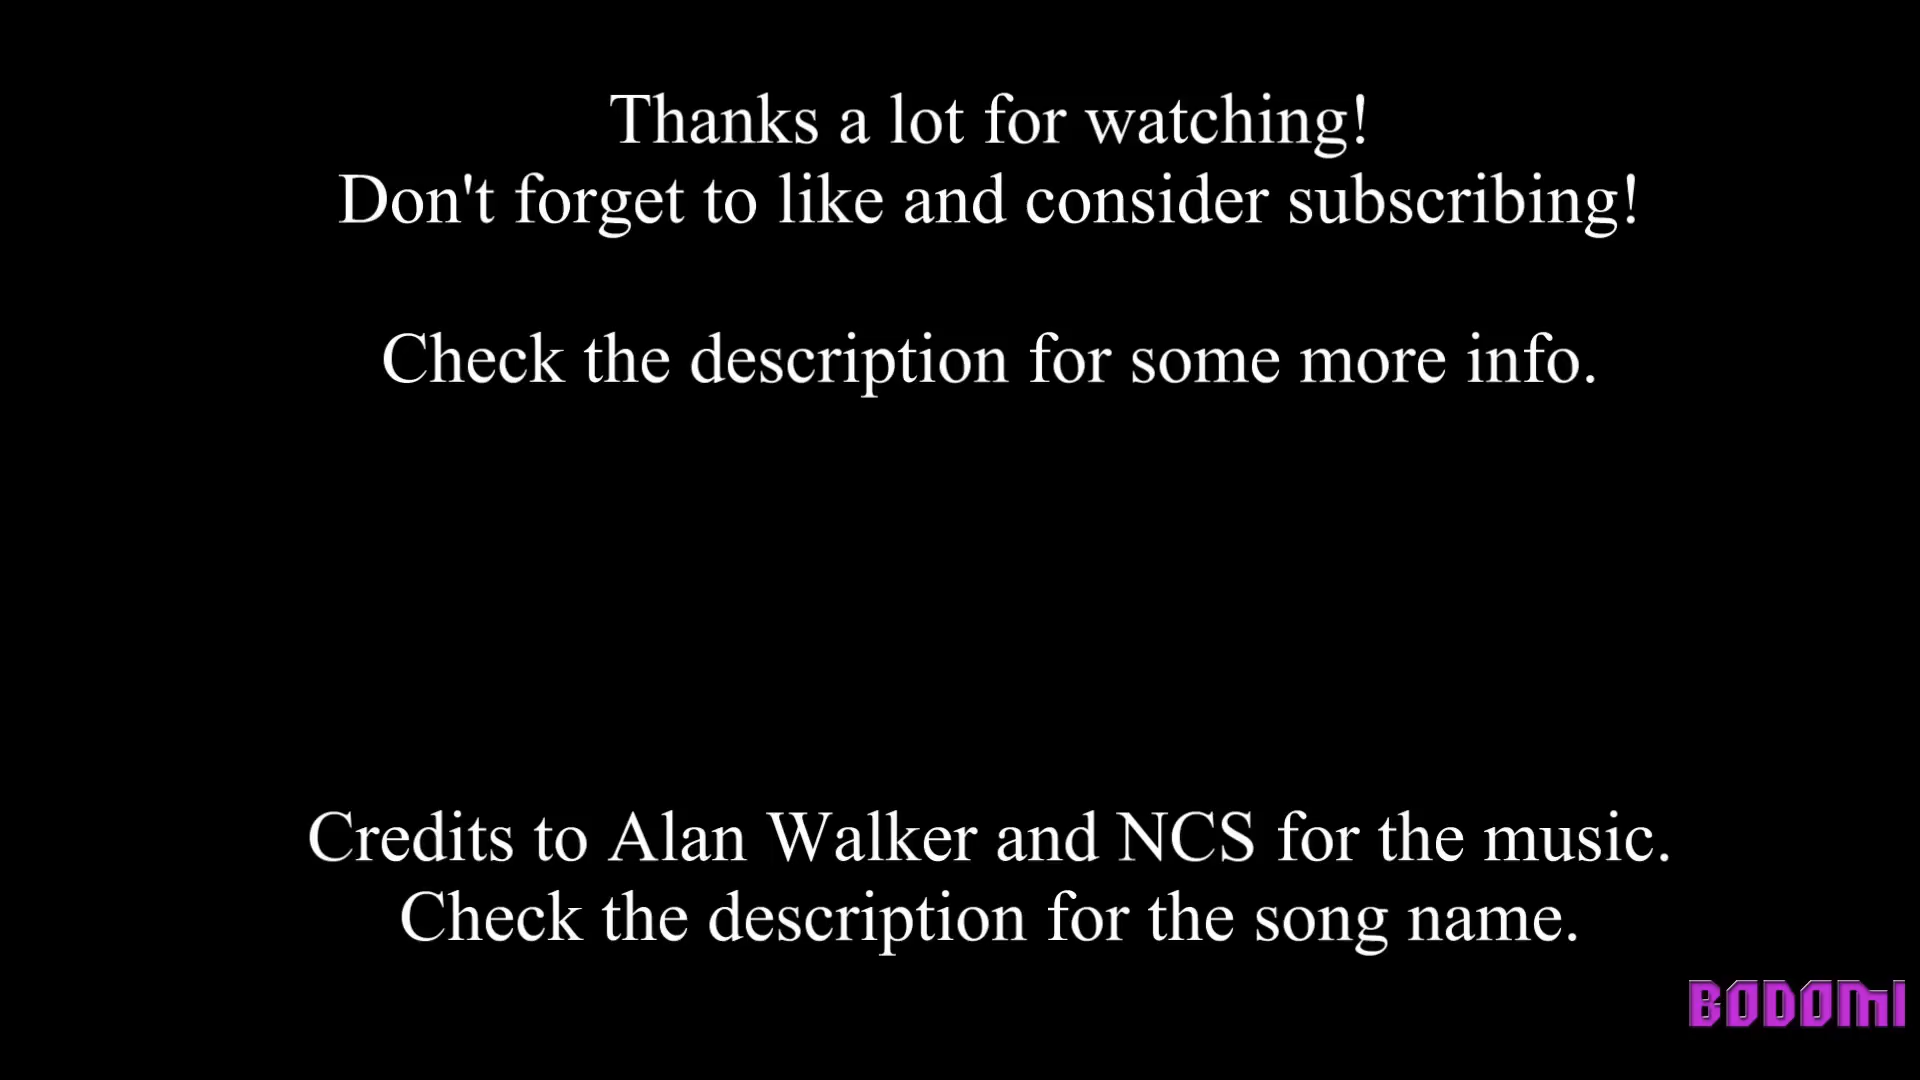 Thanks a lot for watching!
Don't forget to like and consider subscribing!
Check the description for some more info.
Credits to Alan Walker and NCS for the music.
Check the description for the song name.
BODOMI